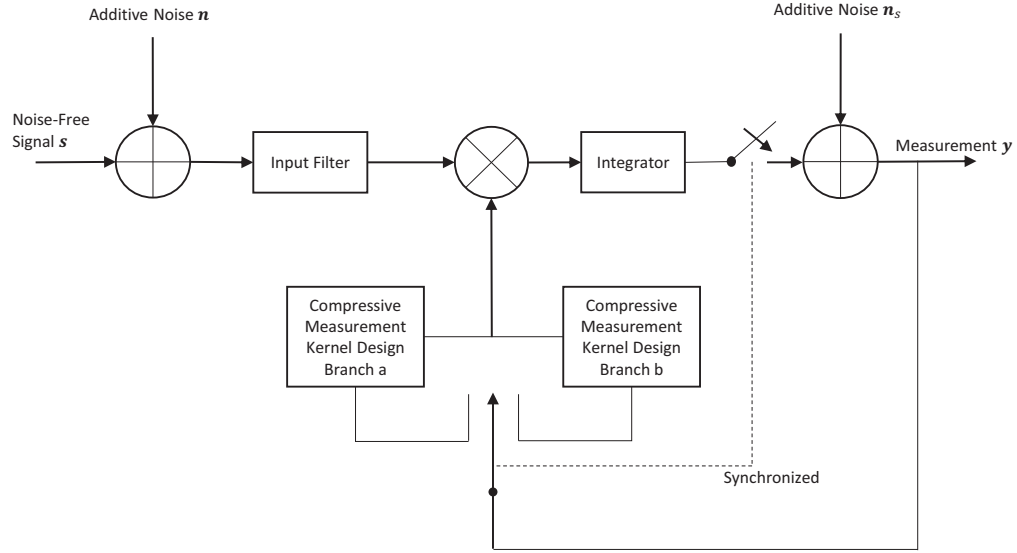 Additive Noise n
Additive Noise nₛ
Noise-Free
Signal s
Input Filter
Integrator
Measurement y
Compressive
Measurement
Kernel Design
Branch a
Compressive
Measurement
Kernel Design
Branch b
Synchronized